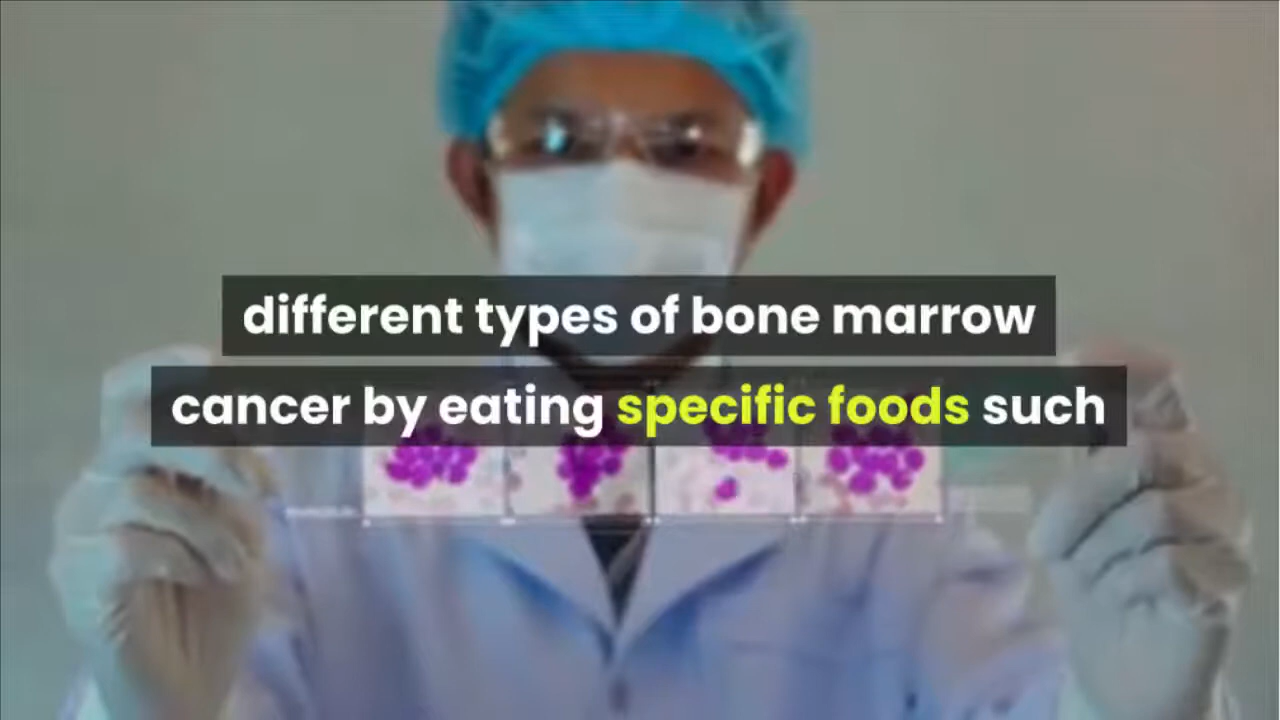 different types of bone marrow
cancer by eating specific foods such